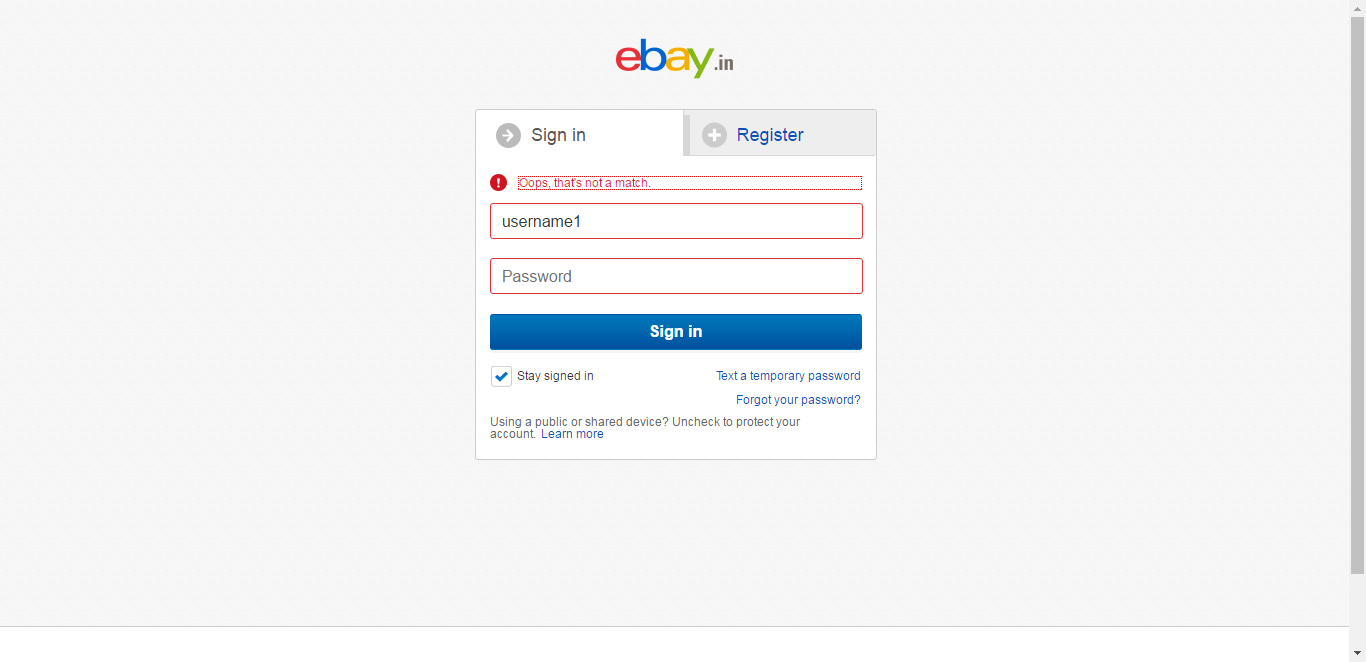 ebay.in
Sign in
Register
Oops, that's not a match.
username1
Password
Sign in
Stay signed in
Text a temporary password
Forgot your password?
Using a public or shared device? Uncheck to protect your
account. Learn more